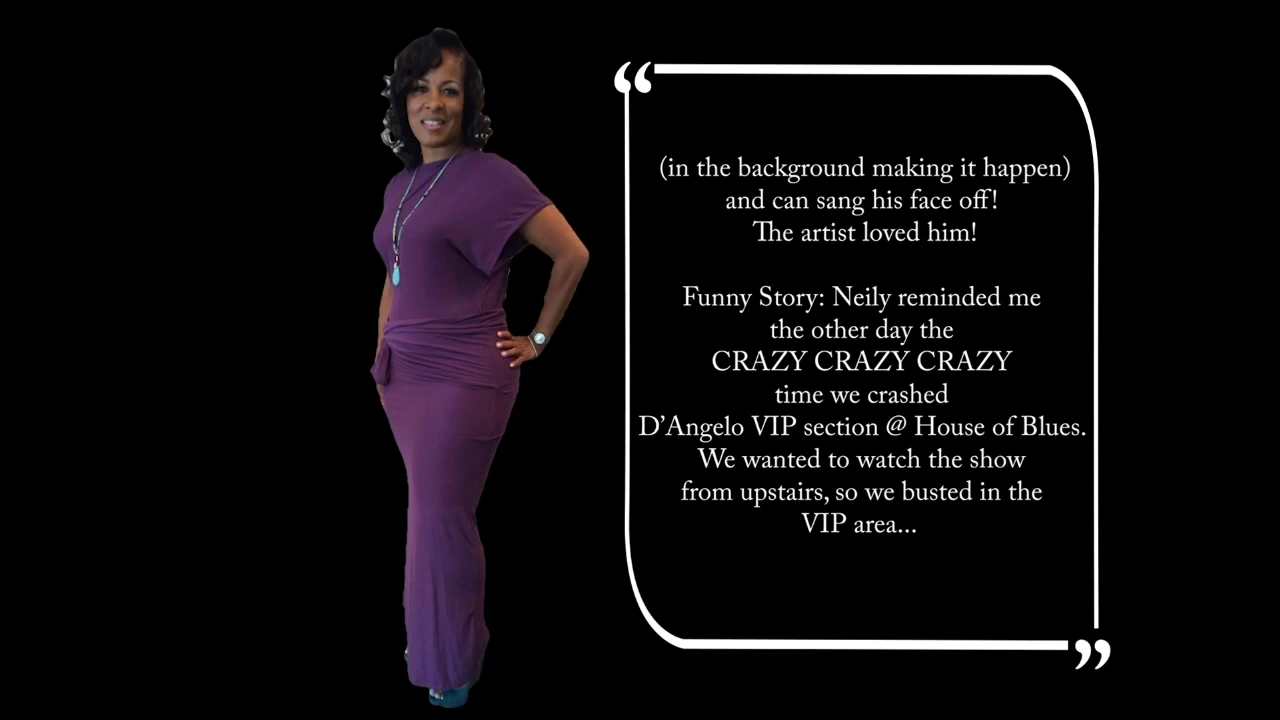 (in the background making it happen)
and can sang his face off!
The artist loved him!
Funny Story: Neily reminded me
the other day the
CRAZY CRAZY CRAZY
time we crashed
D’Angelo VIP section @ House of Blues.
We wanted to watch the show
from upstairs, so we busted in the
VIP area...